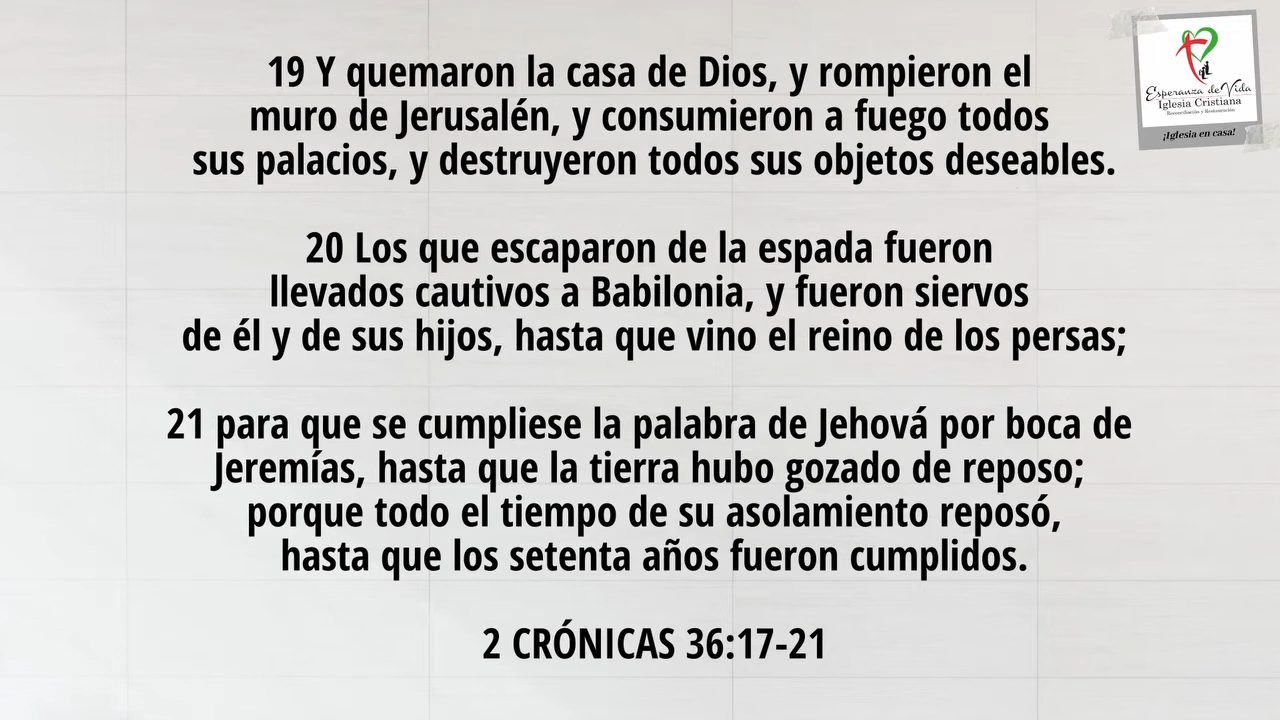 19 Y quemaron la casa de Dios, y rompieron el
muro de Jerusalén, y consumieron a fuego todos
sus palacios, y destruyeron todos sus objetos deseables.
20 Los que escaparon de la espada fueron
llevados cautivos a Babilonia, y fueron siervos
de él y de sus hijos, hasta que vino el reino de los persas;
21 para que se cumpliese la palabra de Jehová por boca de
Jeremías, hasta que la tierra hubo gozado de reposo;
porque todo el tiempo de su asolamiento reposó,
hasta que los setenta años fueron cumplidos.
2 CRÓNICAS 36:17-21
Esperanza de Vida
Iglesia Cristiana
Reconciliación y Restauración
¡Iglesia en casa!